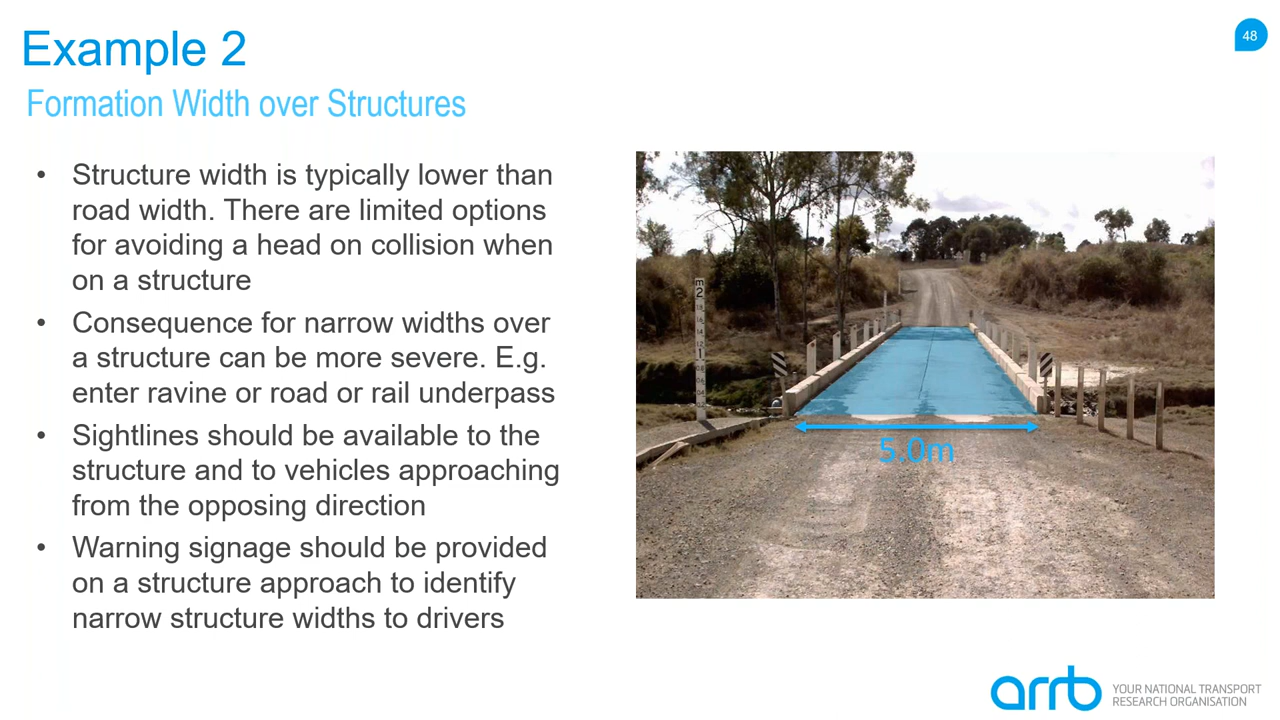 Example 2
48
Formation Width over Structures
• Structure width is typically lower than
road width. There are limited options
for avoiding a head on collision when
on a structure
• Consequence for narrow widths over
a structure can be more severe. E.g.
enter ravine or road or rail underpass
• Sightlines should be available to the
structure and to vehicles approaching
from the opposing direction
• Warning signage should be provided
on a structure approach to identify
narrow structure widths to drivers
m
2
1
5.0m
arrb
YOUR NATIONAL TRANSPORT
RESEARCH ORGANISATION